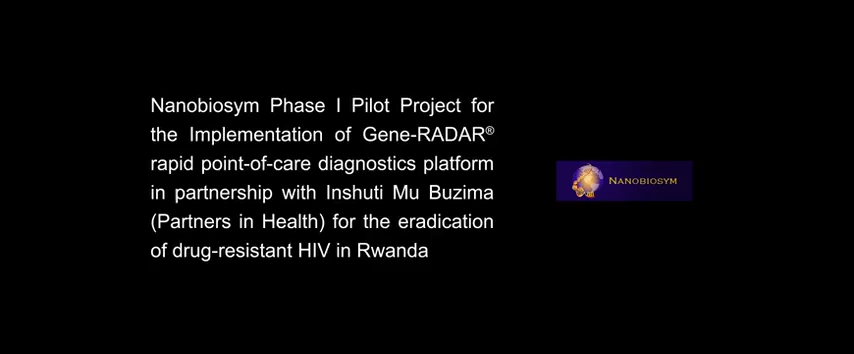 Nanobiosym Phase I Pilot Project for
the Implementation of Gene-RADAR®
rapid point-of-care diagnostics platform
in partnership with Inshuti Mu Buzima
(Partners in Health) for the eradication
of drug-resistant HIV in Rwanda
NANOBIOSYM